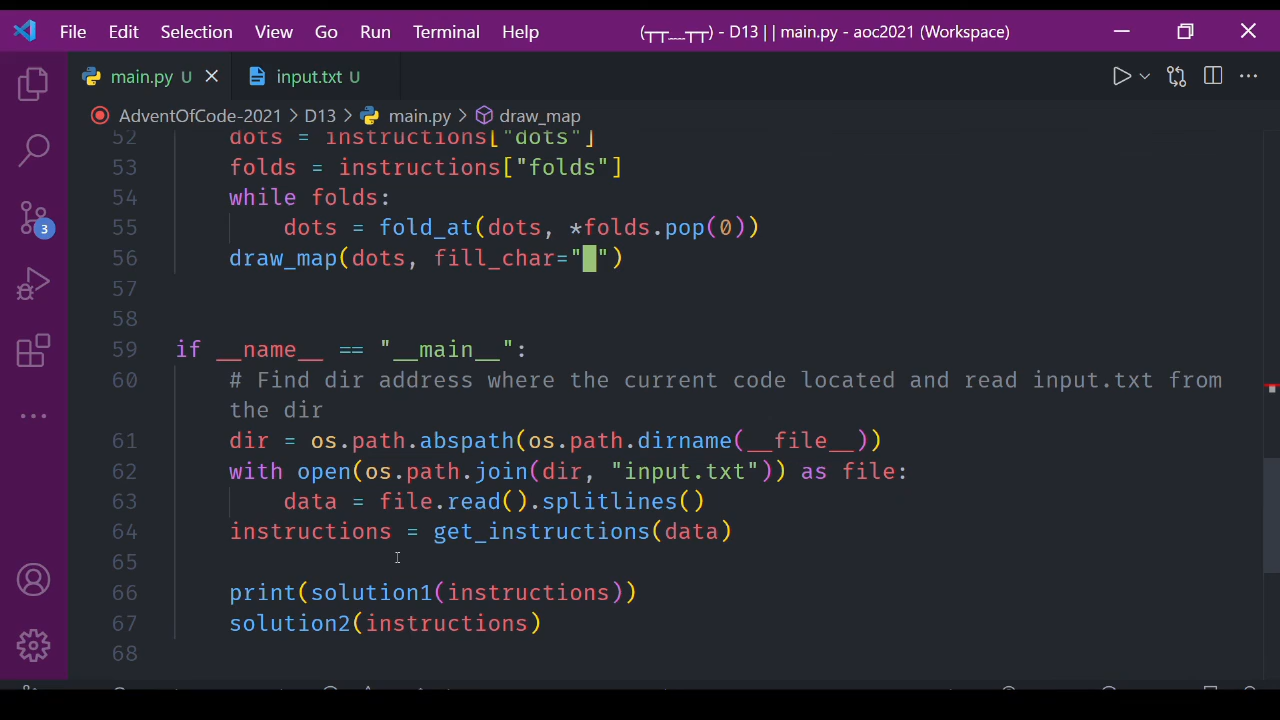 File Edit Selection View Go Run Terminal Help (┬┬﹏┬┬) - D13 || main.py - aoc2021 (Workspace)
main.py U input.txt U
AdventOfCode-2021 > D13 > main.py > draw_map
52 dots = instructions["dots"]
53 folds = instructions["folds"]
54 while folds:
55 dots = fold_at(dots, *folds.pop(0))
56 draw_map(dots, fill_char="█")
57
58
59 if __name__ == "__main__":
60 # Find dir address where the current code located and read input.txt from
the dir
61 dir = os.path.abspath(os.path.dirname(__file__))
62 with open(os.path.join(dir, "input.txt")) as file:
63 data = file.read().splitlines()
64 instructions = get_instructions(data)
65
66 print(solution1(instructions))
67 solution2(instructions)
68
3